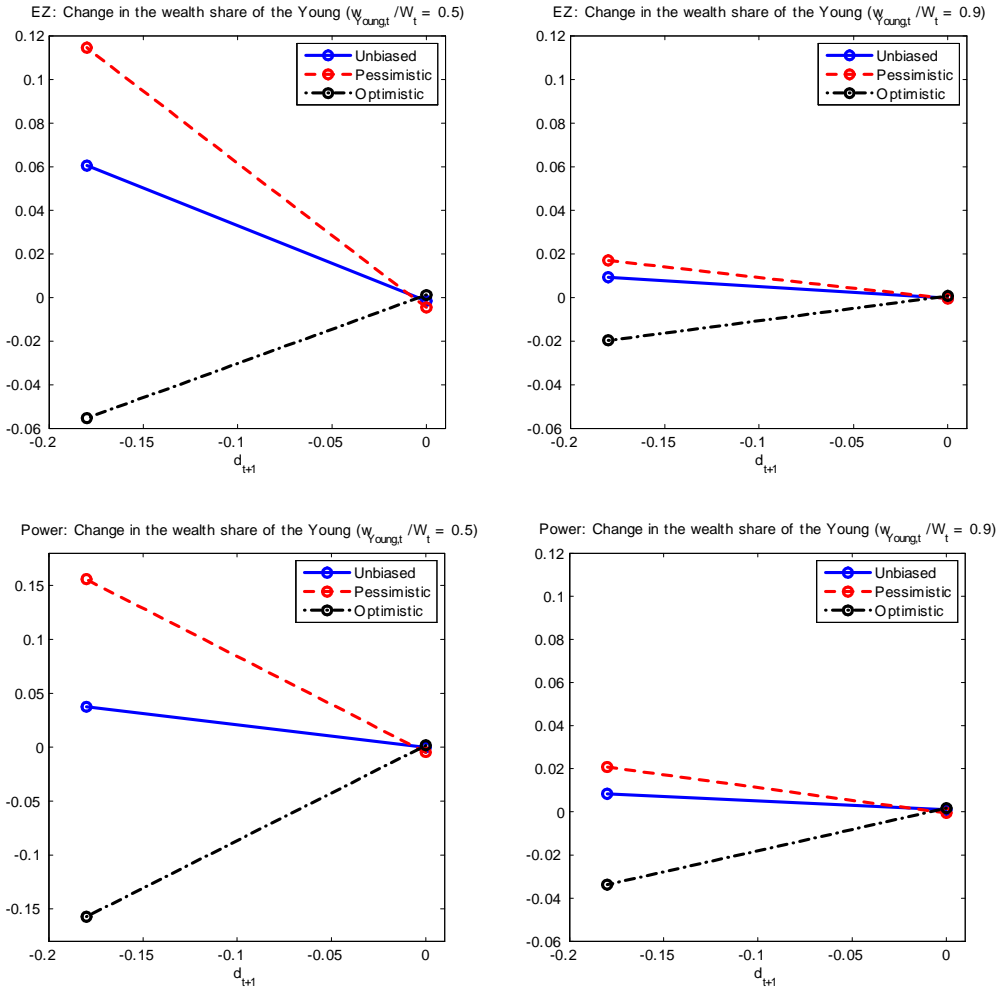 EZ: Change in the wealth share of the Young (w_Young,t /W_t = 0.5)
0.12
0.1
0.08
0.06
0.04
0.02
0
-0.02
-0.04
-0.06
-0.2
-0.15
-0.1
-0.05
0
d_t+1
Unbiased
Pessimistic
Optimistic
EZ: Change in the wealth share of the Young (w_Young,t /W_t = 0.9)
0.12
0.1
0.08
0.06
0.04
0.02
0
-0.02
-0.04
-0.06
-0.2
-0.15
-0.1
-0.05
0
d_t+1
Unbiased
Pessimistic
Optimistic
Power: Change in the wealth share of the Young (w_Young,t /W_t = 0.5)
0.15
0.1
0.05
0
-0.05
-0.1
-0.15
-0.2
-0.15
-0.1
-0.05
0
d_t+1
Unbiased
Pessimistic
Optimistic
Power: Change in the wealth share of the Young (w_Young,t /W_t = 0.9)
0.12
0.1
0.08
0.06
0.04
0.02
0
-0.02
-0.04
-0.06
-0.2
-0.15
-0.1
-0.05
0
d_t+1
Unbiased
Pessimistic
Optimistic